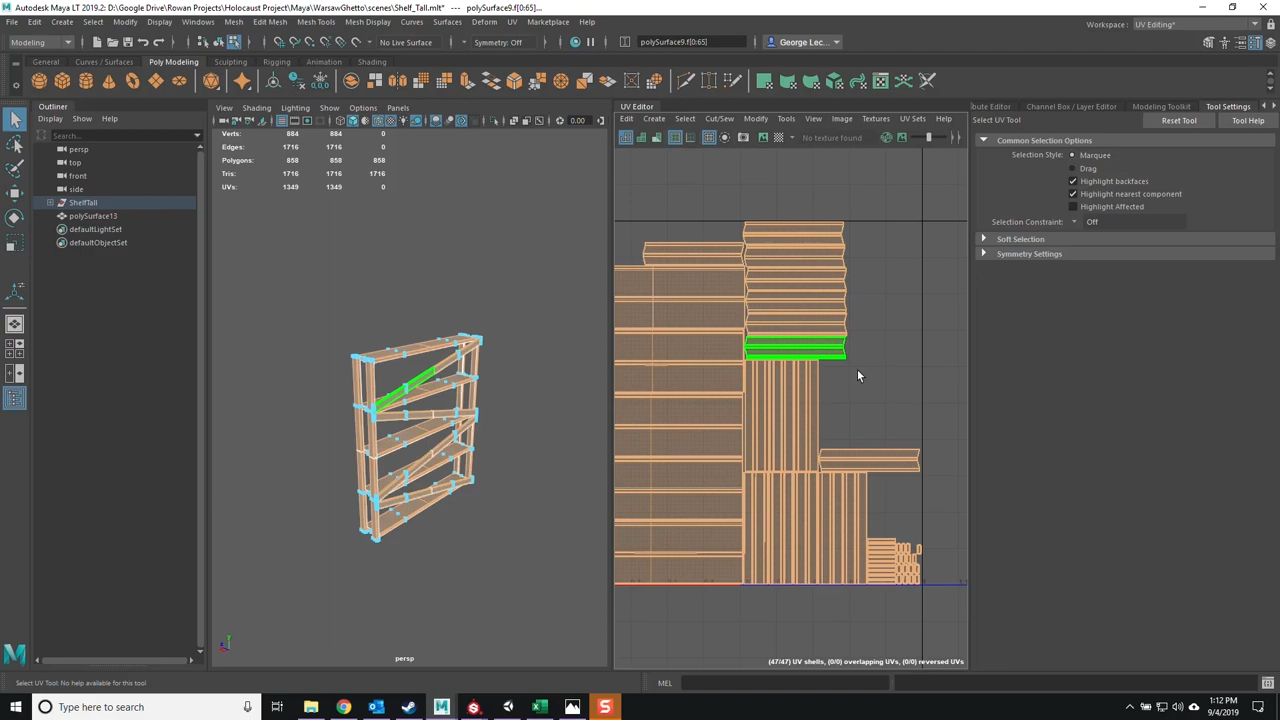 Autodesk Maya LT 2019.2: D:\Google Drive\Rowan Projects\Holocaust Project\Maya\WarsawGhetto\scenes\Shelf_Tall.mlt* --- polySurface9.f[0:65]...
File Edit Create Select Modify Display Windows Mesh Edit Mesh Mesh Tools Mesh Display Curves Surfaces Deform UV Marketplace Help
Workspace : UV Editing*
Modeling No Live Surface Symmetry: Off polySurface9.f[0:65] George Lec...
General Curves / Surfaces Poly Modeling Sculpting Rigging Animation Shading
Outliner
Display Show Help
Search...
persp
top
front
side
ShelfTall
polySurface13
defaultLightSet
defaultObjectSet
View Shading Lighting Show Options Panels
0.00
Verts: 884 884 0
Edges: 1716 1716 0
Polygons: 858 858 858
Tris: 1716 1716 1716
UVs: 1349 1349 0
persp
UV Editor
Edit Create Select Cut/Sew Modify Tools View Image Textures UV Sets Help
No texture found
(47/47) UV shells, (0/0) overlapping UVs, (0/0) reversed UVs
bute Editor Channel Box / Layer Editor Modeling Toolkit Tool Settings
Select UV Tool Reset Tool Tool Help
Common Selection Options
Selection Style: Marquee
Drag
Highlight backfaces
Highlight nearest component
Highlight Affected
Selection Constraint: Off
Soft Selection
Symmetry Settings
Select UV Tool: No help available for this tool
MEL
Type here to search
1:12 PM
9/4/2019